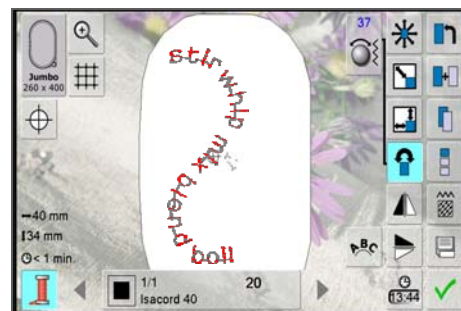 37
Jumbo
260 x 400
stir whip
mix blend
boil
ABC
40 mm
34 mm
< 1 min.
1/1
20
Isacord 40
13:44